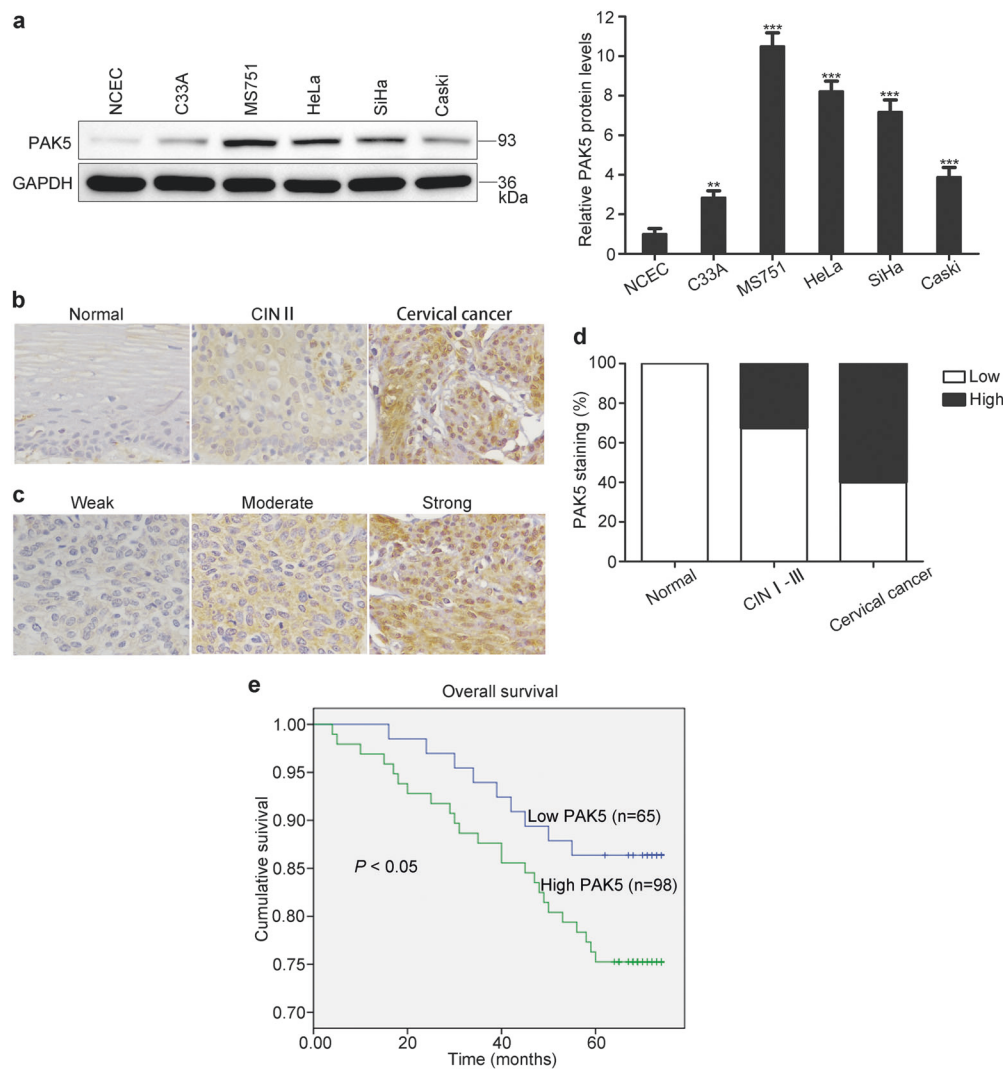 a
NCEC
C33A
MS751
HeLa
SiHa
Caski
PAK5
93
GAPDH
36
kDa
Relative PAK5 protein levels
12
10
8
6
4
2
0
**
***
***
***
***
NCEC
C33A
MS751
HeLa
SiHa
Caski
b
Normal
CIN II
Cervical cancer
c
Weak
Moderate
Strong
d
PAK5 staining (%)
100
80
60
40
20
0
Low
High
Normal
CIN I-III
Cervical cancer
e
Overall survival
Cumulative suivival
1.00
0.95
0.90
0.85
0.80
0.75
0.70
Low PAK5 (n=65)
P < 0.05
High PAK5 (n=98)
0.00
20
40
60
Time (months)